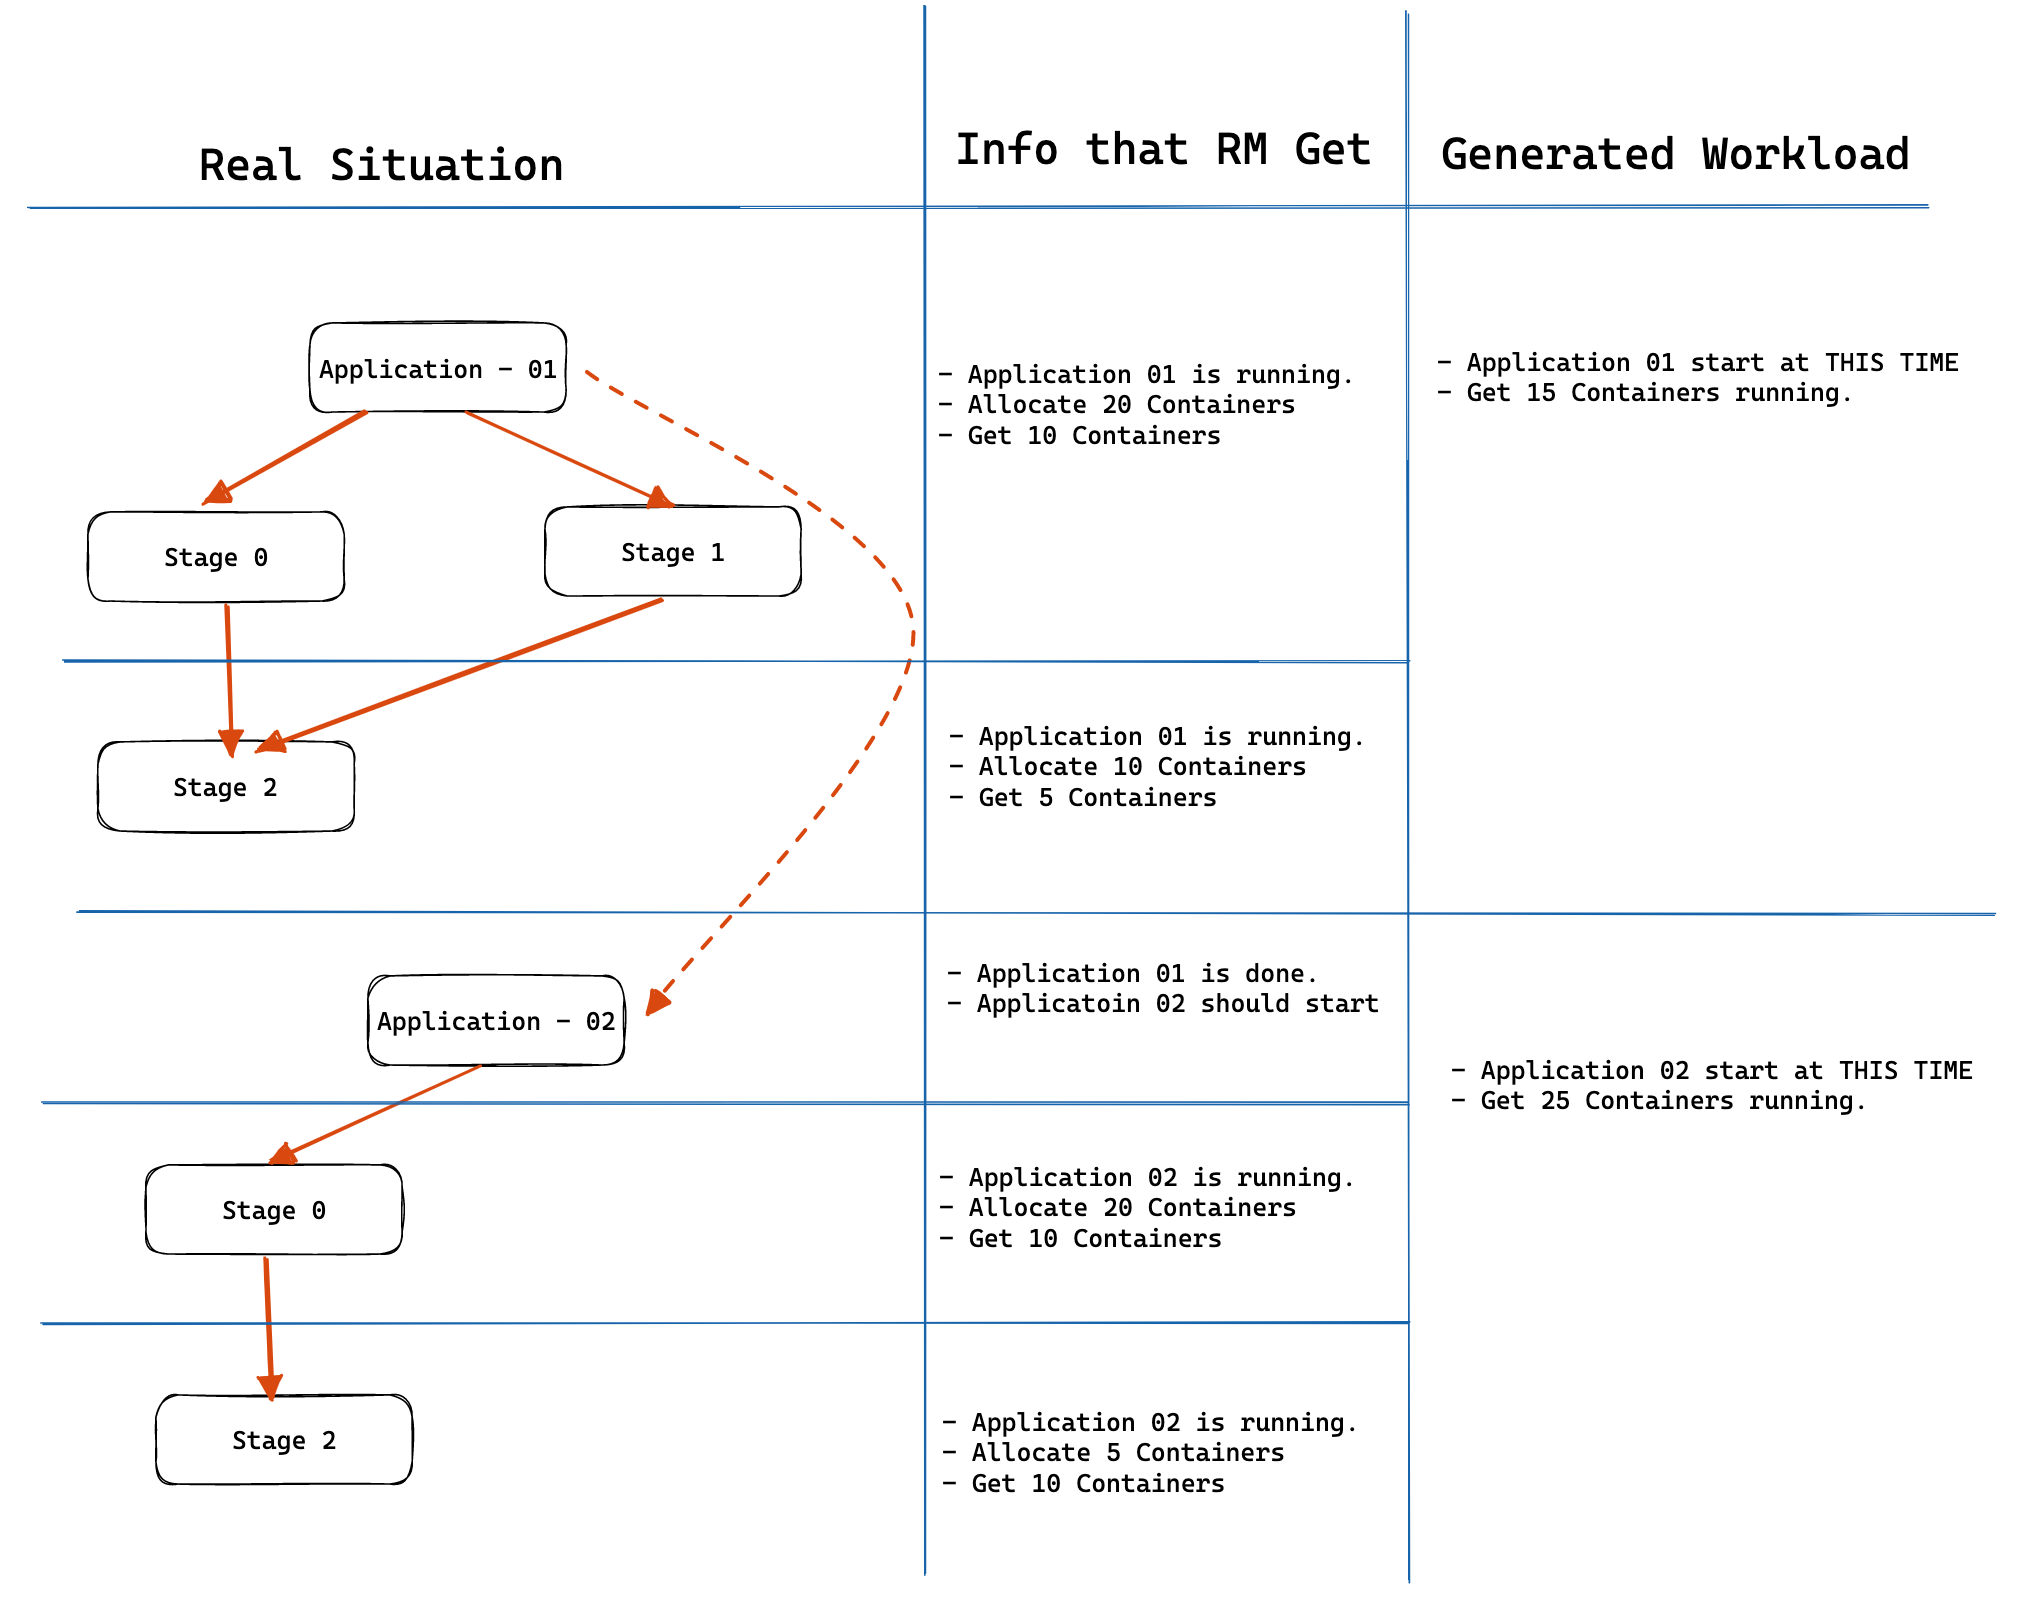 Real Situation
Info that RM Get
Generated Workload
Application - 01
Stage 0
Stage 1
- Application 01 is running.
- Allocate 20 Containers
- Get 10 Containers
- Application 01 start at THIS TIME
- Get 15 Containers running.
Stage 2
- Application 01 is running.
- Allocate 10 Containers
- Get 5 Containers
Application - 02
- Application 01 is done.
- Applicatoin 02 should start
- Application 02 start at THIS TIME
- Get 25 Containers running.
Stage 0
- Application 02 is running.
- Allocate 20 Containers
- Get 10 Containers
Stage 2
- Application 02 is running.
- Allocate 5 Containers
- Get 10 Containers